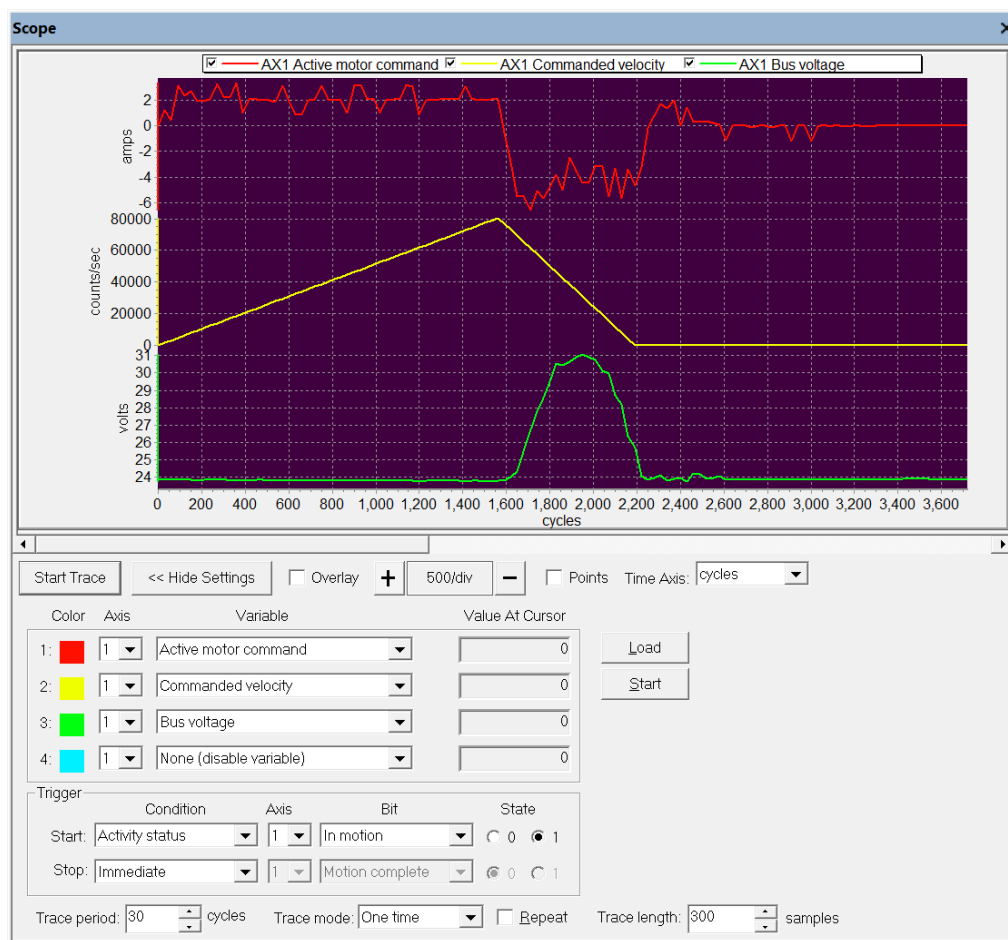 Scope
AX1 Active motor command AX1 Commanded velocity AX1 Bus voltage
2
0
-2
-4
-6
amps
80000
60000
40000
20000
0
counts/sec
31
30
29
28
27
26
25
24
volts
0 200 400 600 800 1,000 1,200 1,400 1,600 1,800 2,000 2,200 2,400 2,600 2,800 3,000 3,200 3,400 3,600
cycles
Start Trace << Hide Settings Overlay + 500/div - Points Time Axis: cycles
Color Axis Variable Value At Cursor
1: 1 Active motor command 0 Load
2: 1 Commanded velocity 0 Start
3: 1 Bus voltage 0
4: 1 None (disable variable) 0
Trigger
Condition Axis Bit State
Start: Activity status 1 In motion 0 1
Stop: Immediate 1 Motion complete 0 1
Trace period: 30 cycles Trace mode: One time Repeat Trace length: 300 samples